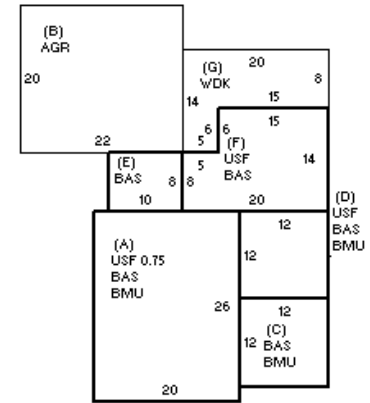 (B)
AGR
20
22
(G)
WDK
20
8
14
15
5
6
6
15
(F)
USF
BAS
14
5
8
20
(E)
BAS
8
10
(D)
USF
BAS
BMU
12
12
(A)
USF 0.75
BAS
BMU
26
20
12
12
(C)
BAS
BMU